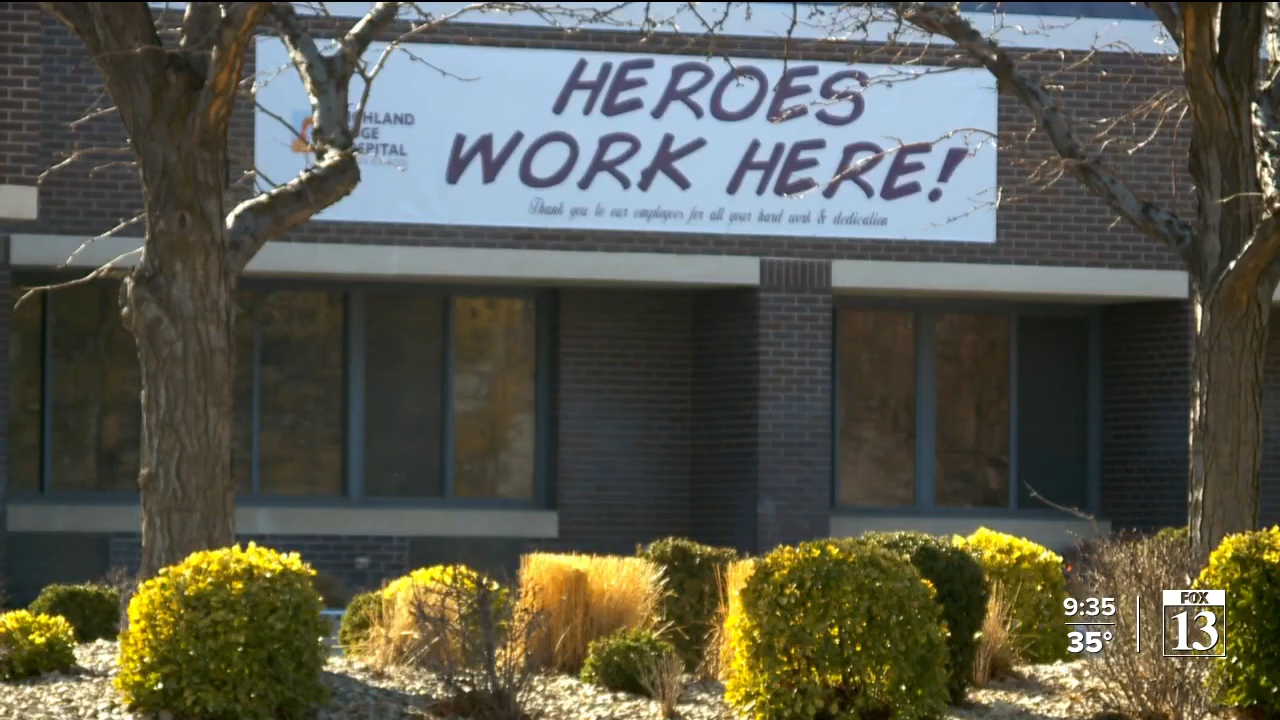 HEROES
WORK HERE!
Thank you to our employees for all your hard work & dedication
HOSPITAL
9:35
35°
FOX
13